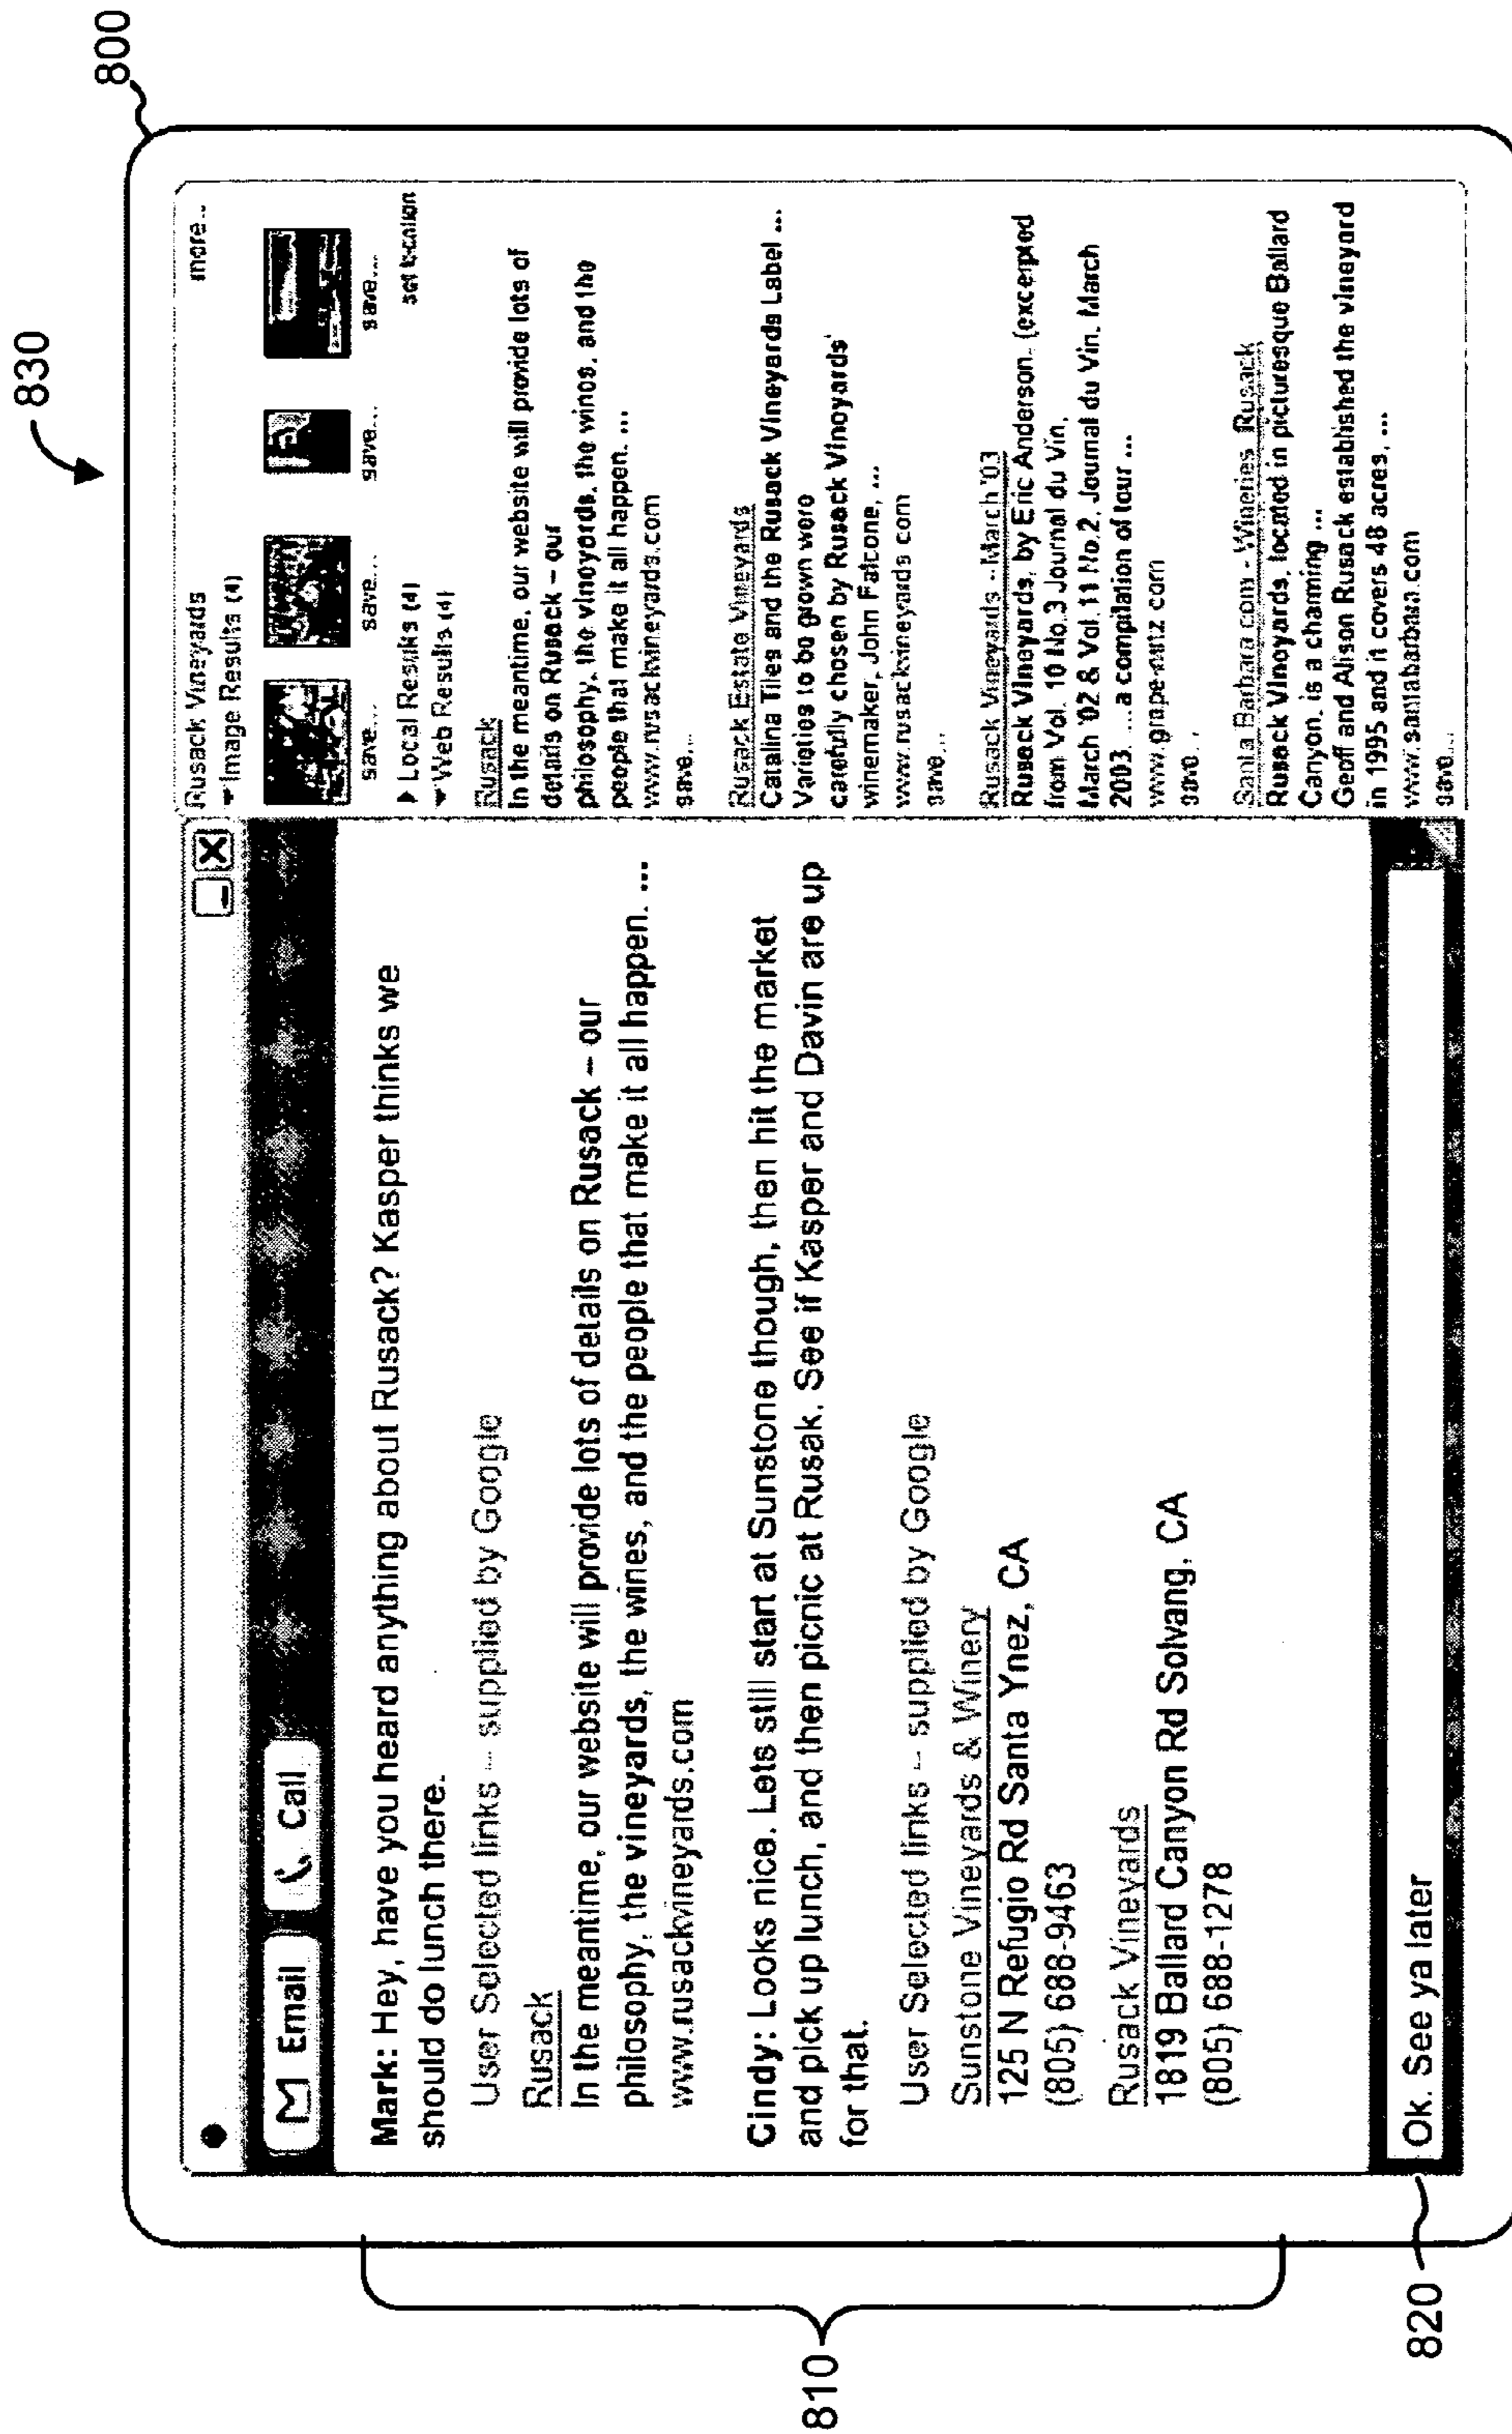 830
800
Email
Call
Mark: Hey, have you heard anything about Rusack? Kasper thinks we
should do lunch there.
User Selected links -- supplied by Google
Rusack
In the meantime, our website will provide lots of details on Rusack – our
philosophy, the vineyards, the wines, and the people that make it all happen. ...
www.rusackvineyards.com
Cindy: Looks nice. Lets still start at Sunstone though, then hit the market
and pick up lunch, and then picnic at Rusak. See if Kasper and Davin are up
for that.
User Selected links -- supplied by Google
Sunstone Vineyards & Winery
125 N Refugio Rd Santa Ynez, CA
(805) 688-9463
Rusack Vineyards
1819 Ballard Canyon Rd Solvang, CA
(805) 688-1278
Ok. See ya later
Rusack Vineyards more...
Image Results (4)
save... save... save... save...
Local Results (4) set location
Web Results (4)
Rusack
In the meantime, our website will provide lots of
details on Rusack – our
philosophy, the vineyards, the wines, and the
people that make it all happen. ...
www.rusackvineyards.com
save...
Rusack Estate Vineyards
Catalina Tiles and the Rusack Vineyards Label ...
Varieties to be grown were
carefully chosen by Rusack Vineyards'
winemaker, John Falcone, ...
www.rusackvineyards com
save...
Rusack Vineyards -- March '03
Rusack Vineyards, by Eric Anderson. (excerpted
from Vol. 10 No.3 Journal du Vin,
March '02 & Vol. 11 No.2, Journal du Vin, March
2003. ... a compilation of tour ...
save...
Santa Barbara com - Wineries Rusack
Rusack Vineyards, located in picturesque Ballard
Canyon, is a charming ...
Geoff and Alison Rusack established the vineyard
in 1995 and it covers 48 acres, ...
www.santabarbara.com
save...
810
820